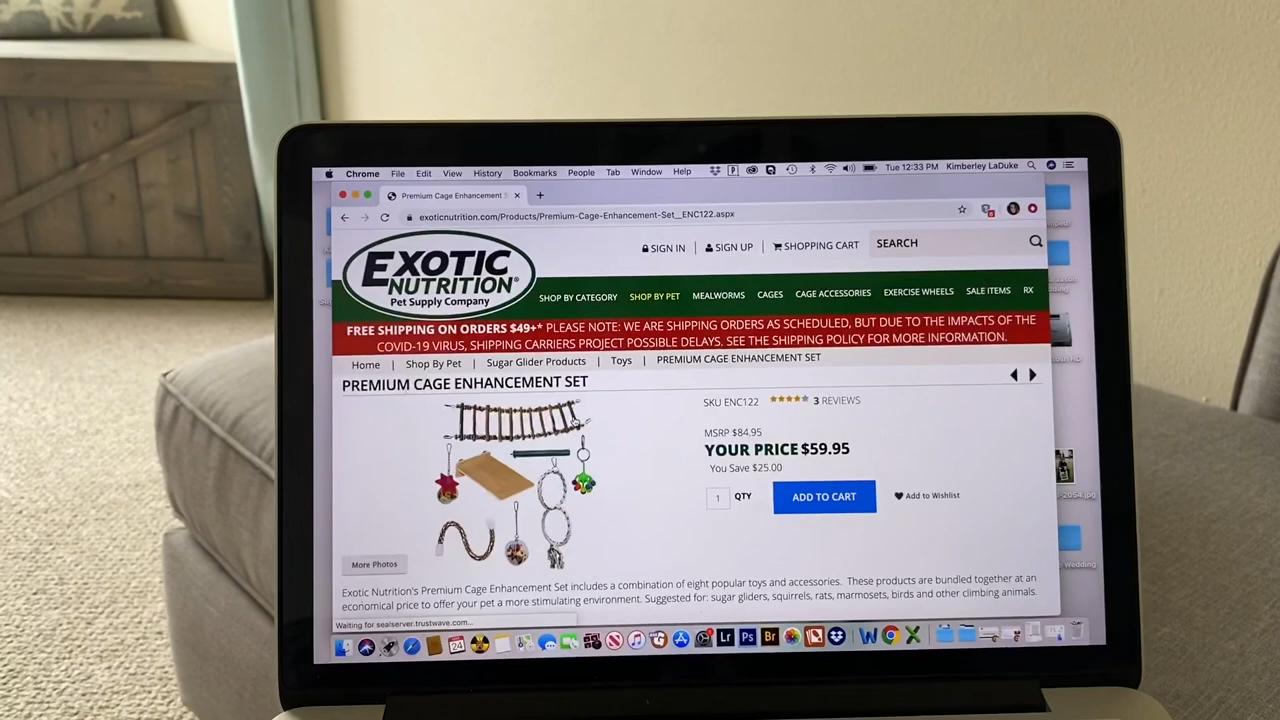 Chrome File Edit View History Bookmarks People Tab Window Help Tue 12:33 PM Kimberley LaDuke
Premium Cage Enhancement
exoticnutrition.com/Products/Premium-Cage-Enhancement-Set__ENC122.aspx
SIGN IN | SIGN UP | SHOPPING CART SEARCH
EXOTIC
NUTRITION®
Pet Supply Company
SHOP BY CATEGORY SHOP BY PET MEALWORMS CAGES CAGE ACCESSORIES EXERCISE WHEELS SALE ITEMS RX
FREE SHIPPING ON ORDERS $49+* PLEASE NOTE: WE ARE SHIPPING ORDERS AS SCHEDULED, BUT DUE TO THE IMPACTS OF THE
COVID-19 VIRUS, SHIPPING CARRIERS PROJECT POSSIBLE DELAYS. SEE THE SHIPPING POLICY FOR MORE INFORMATION.
Home | Shop By Pet | Sugar Glider Products | Toys | PREMIUM CAGE ENHANCEMENT SET
PREMIUM CAGE ENHANCEMENT SET
SKU ENC122 3 REVIEWS
MSRP $84.95
YOUR PRICE $59.95
You Save $25.00
1 QTY ADD TO CART Add to Wishlist
More Photos
Exotic Nutrition's Premium Cage Enhancement Set includes a combination of eight popular toys and accessories. These products are bundled together at an
economical price to offer your pet a more stimulating environment. Suggested for: sugar gliders, squirrels, rats, marmosets, birds and other climbing animals.
Waiting for sealserver.trustwave.com...
-2054.jpg
Wedding
24
Lr Ps Br W X